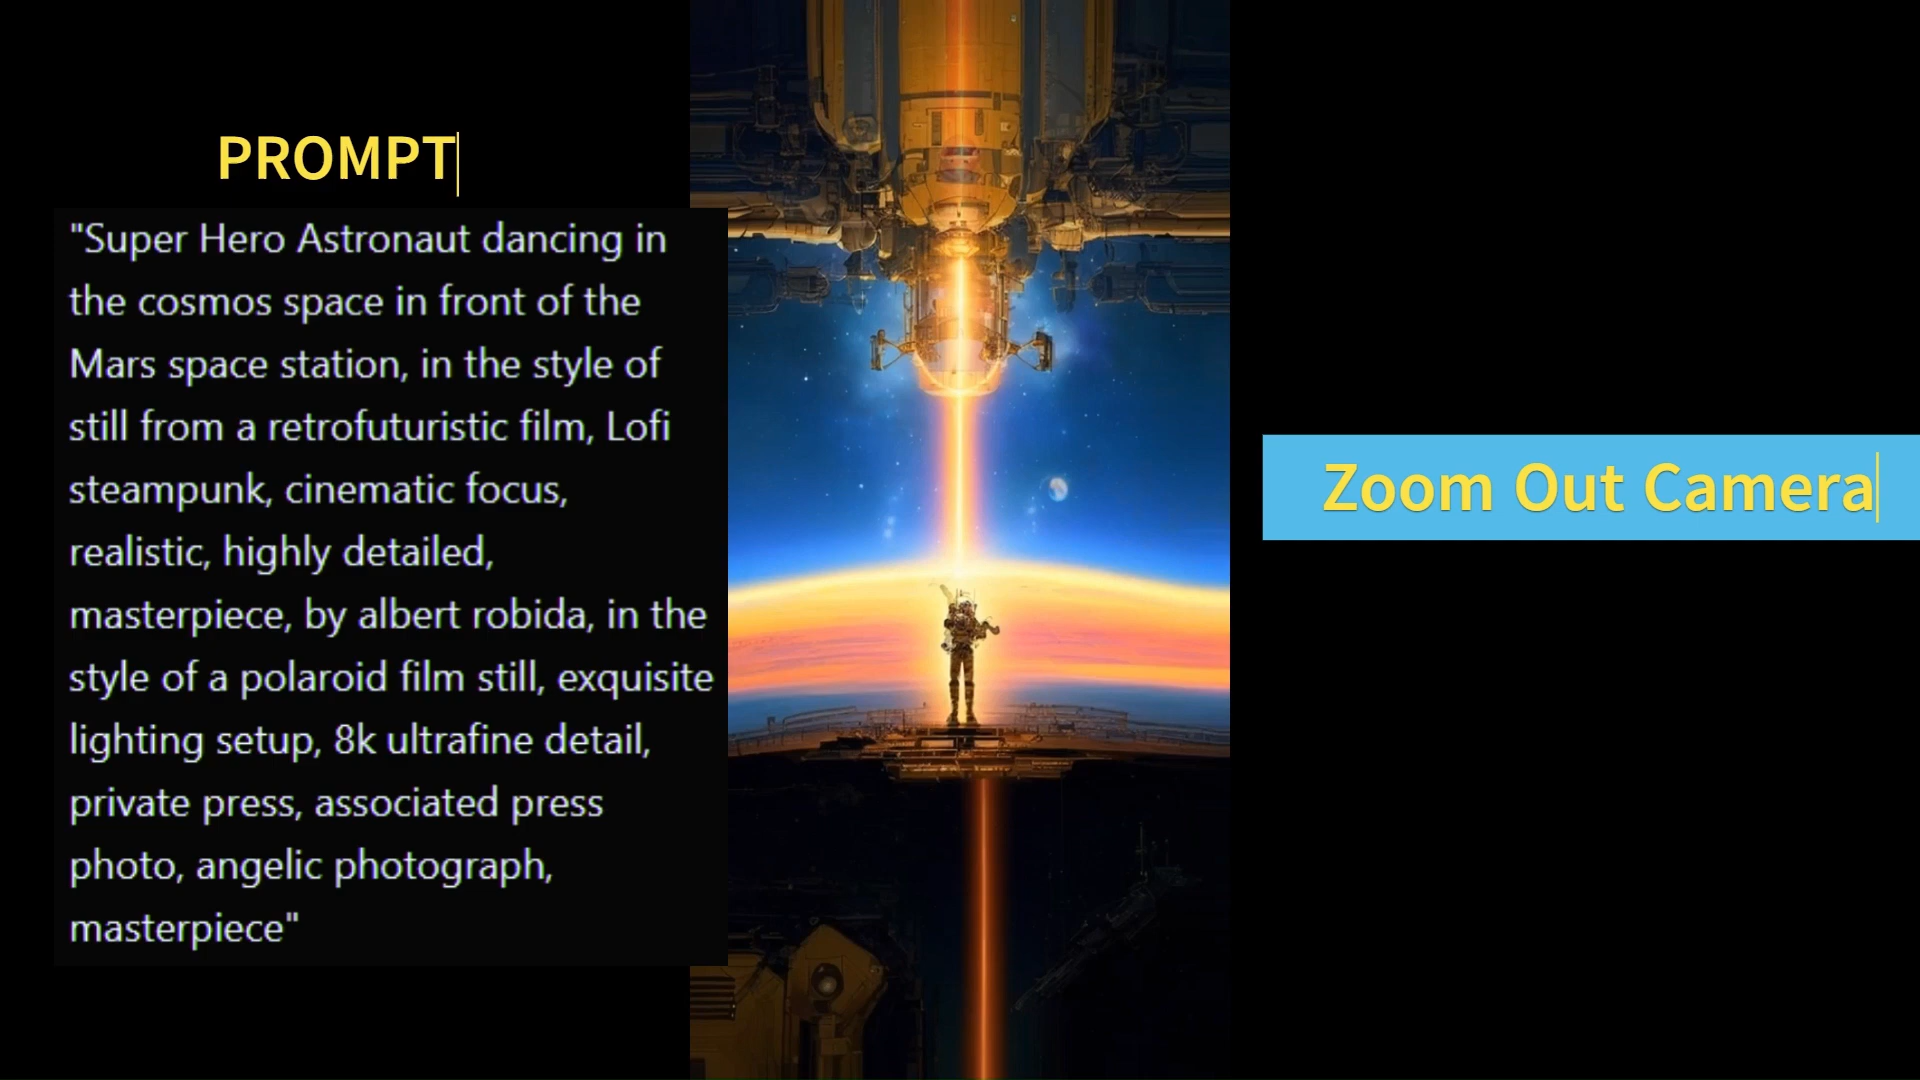 PROMPT
"Super Hero Astronaut dancing in
the cosmos space in front of the
Mars space station, in the style of
still from a retrofuturistic film, Lofi
steampunk, cinematic focus,
realistic, highly detailed,
masterpiece, by albert robida, in the
style of a polaroid film still, exquisite
lighting setup, 8k ultrafine detail,
private press, associated press
photo, angelic photograph,
masterpiece"
Zoom Out Camera